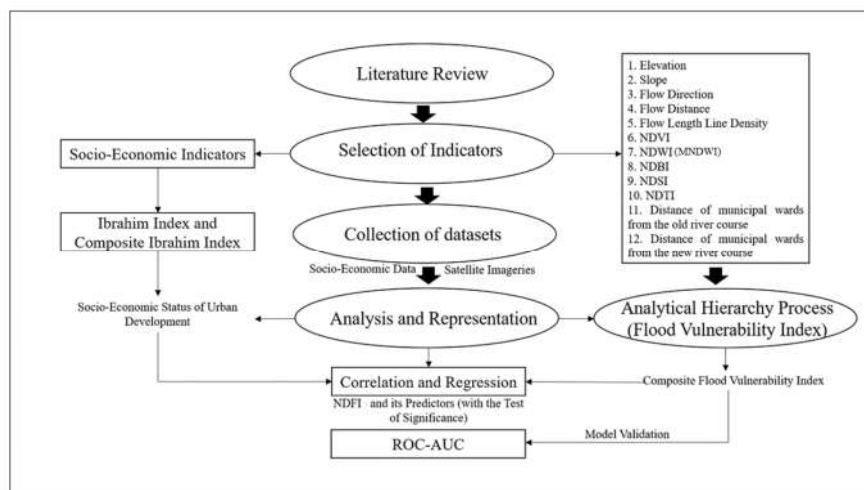 Literature Review
Selection of Indicators
Socio-Economic Indicators
1. Elevation
2. Slope
3. Flow Direction
4. Flow Distance
5. Flow Length Line Density
6. NDVI
7. NDWI (MNDWI)
8. NDBI
9. NDSI
10. NDTI
11. Distance of municipal wards
from the old river course
12. Distance of municipal wards
from the new river course
Ibrahim Index and
Composite Ibrahim Index
Collection of datasets
Socio-Economic Data
Satellite Imageries
Socio-Economic Status of Urban
Development
Analysis and Representation
Analytical Hierarchy Process
(Flood Vulnerability Index)
Correlation and Regression
NDFI and its Predictors (with the Test
of Significance)
Composite Flood Vulnerability Index
ROC-AUC
Model Validation